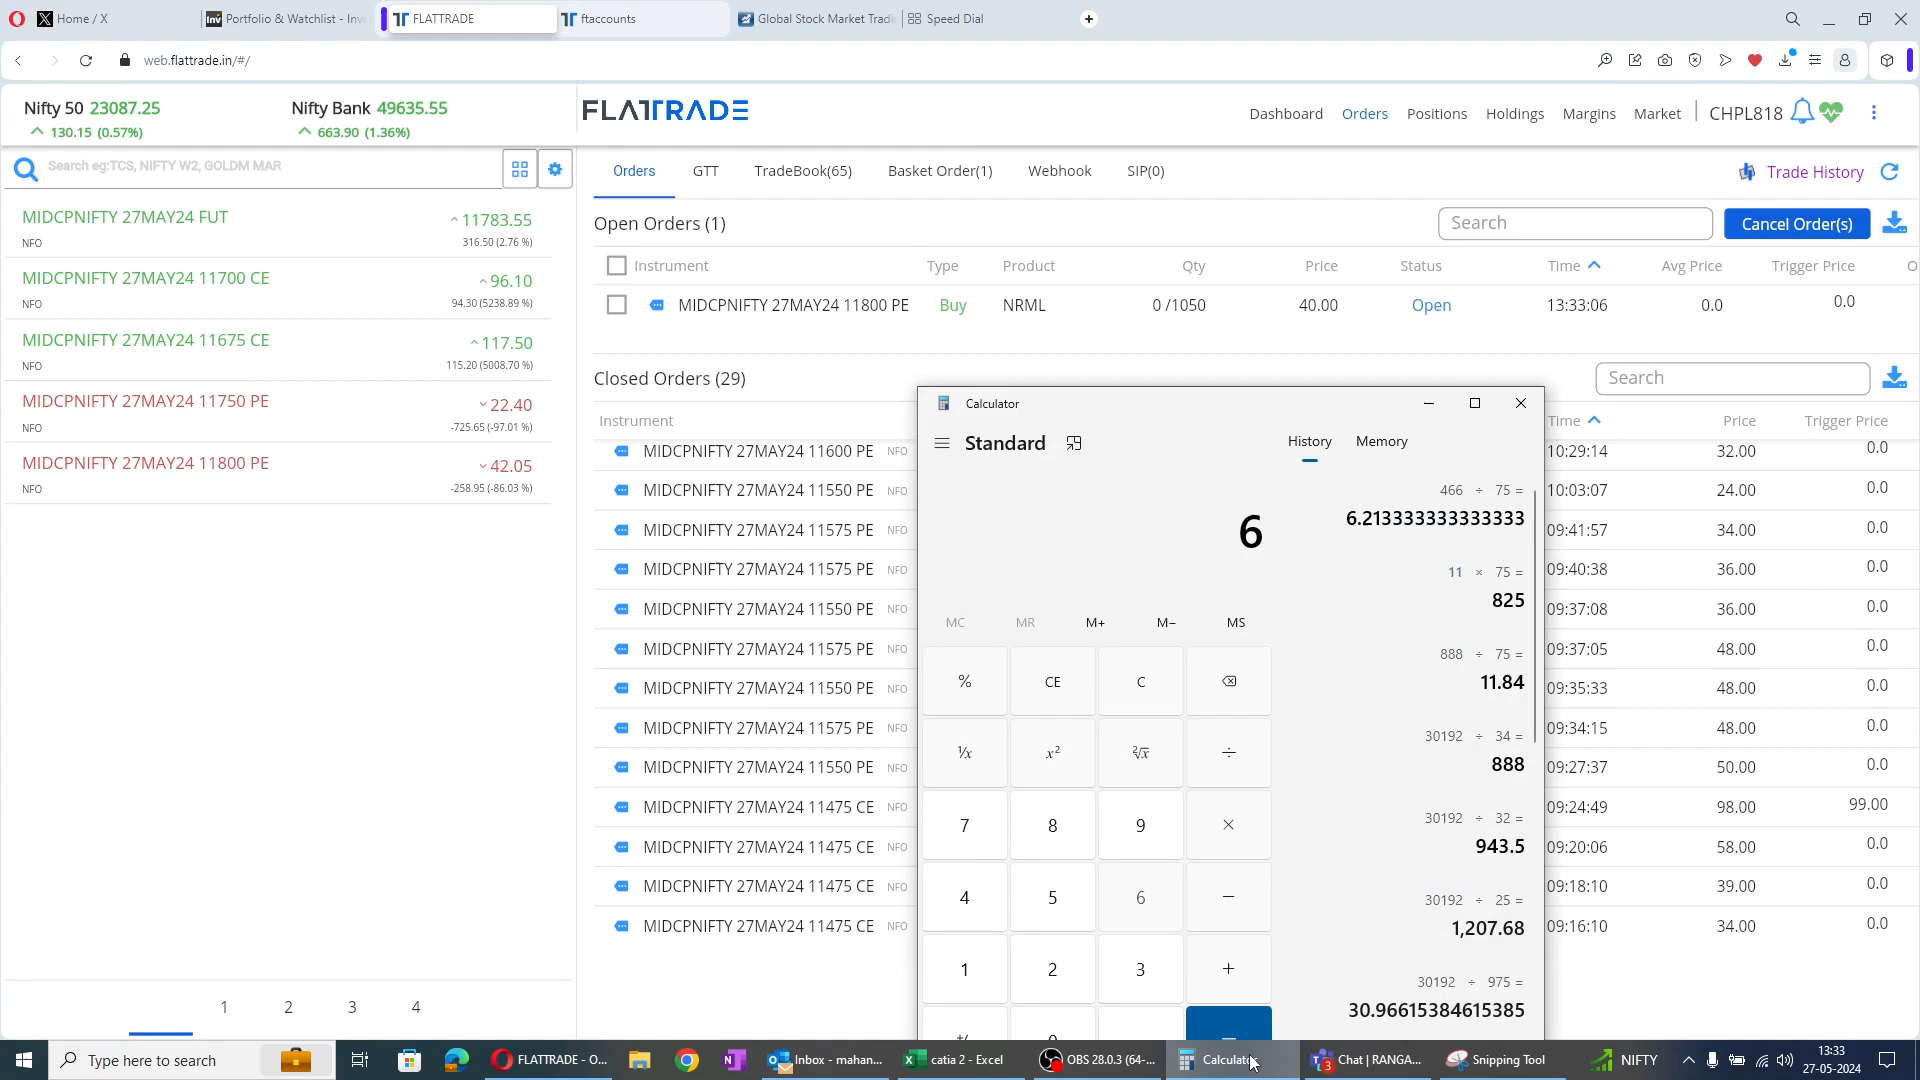 Home / X
Portfolio & Watchlist - Inve
FLATTRADE
ftaccounts
Global Stock Market Tradi
Speed Dial
web.flattrade.in/#/
Nifty 50 23087.25
130.15 (0.57%)
Nifty Bank 49635.55
663.90 (1.36%)
FLATTRADE
Dashboard Orders Positions Holdings Margins Market CHPL818
Search eg:TCS, NIFTY W2, GOLDM MAR
MIDCPNIFTY 27MAY24 FUT 11783.55
NFO 316.50 (2.76 %)
MIDCPNIFTY 27MAY24 11700 CE 96.10
NFO 94.30 (5238.89 %)
MIDCPNIFTY 27MAY24 11675 CE 117.50
NFO 115.20 (5008.70 %)
MIDCPNIFTY 27MAY24 11750 PE 22.40
NFO -725.65 (-97.01 %)
MIDCPNIFTY 27MAY24 11800 PE 42.05
NFO -258.95 (-86.03 %)
1 2 3 4
Orders GTT TradeBook(65) Basket Order(1) Webhook SIP(0) Trade History
Open Orders (1) Search Cancel Order(s)
Instrument Type Product Qty Price Status Time Avg Price Trigger Price O
MIDCPNIFTY 27MAY24 11800 PE Buy NRML 0 /1050 40.00 Open 13:33:06 0.0 0.0
Closed Orders (29) Search
Instrument Time Price Trigger Price
MIDCPNIFTY 27MAY24 11600 PE NFO 10:29:14 32.00 0.0
MIDCPNIFTY 27MAY24 11550 PE NFO 10:03:07 24.00 0.0
MIDCPNIFTY 27MAY24 11575 PE NFO 09:41:57 34.00 0.0
MIDCPNIFTY 27MAY24 11575 PE NFO 09:40:38 36.00 0.0
MIDCPNIFTY 27MAY24 11550 PE NFO 09:37:08 36.00 0.0
MIDCPNIFTY 27MAY24 11575 PE NFO 09:37:05 48.00 0.0
MIDCPNIFTY 27MAY24 11550 PE NFO 09:35:33 48.00 0.0
MIDCPNIFTY 27MAY24 11575 PE NFO 09:34:15 48.00 0.0
MIDCPNIFTY 27MAY24 11550 PE NFO 09:27:37 50.00 0.0
MIDCPNIFTY 27MAY24 11475 CE NFO 09:24:49 98.00 99.00
MIDCPNIFTY 27MAY24 11475 CE NFO 09:20:06 58.00 0.0
MIDCPNIFTY 27MAY24 11475 CE NFO 09:18:10 39.00 0.0
MIDCPNIFTY 27MAY24 11475 CE NFO 09:16:10 34.00 0.0
Calculator
Standard
6
MC MR M+ M− MS
% CE C
⅟x x² ²√x ÷
7 8 9 ×
4 5 6 −
1 2 3 +
+/ 0 =
History Memory
466 ÷ 75 =
6.213333333333333
11 × 75 =
825
888 ÷ 75 =
11.84
30192 ÷ 34 =
888
30192 ÷ 32 =
943.5
30192 ÷ 25 =
1,207.68
30192 ÷ 975 =
30.96615384615385
Type here to search
FLATTRADE - O...
Inbox - mahan...
catia 2 - Excel
OBS 28.0.3 (64-...
Calculato
3
Chat | RANGA...
Snipping Tool
NIFTY
13:33
27-05-2024